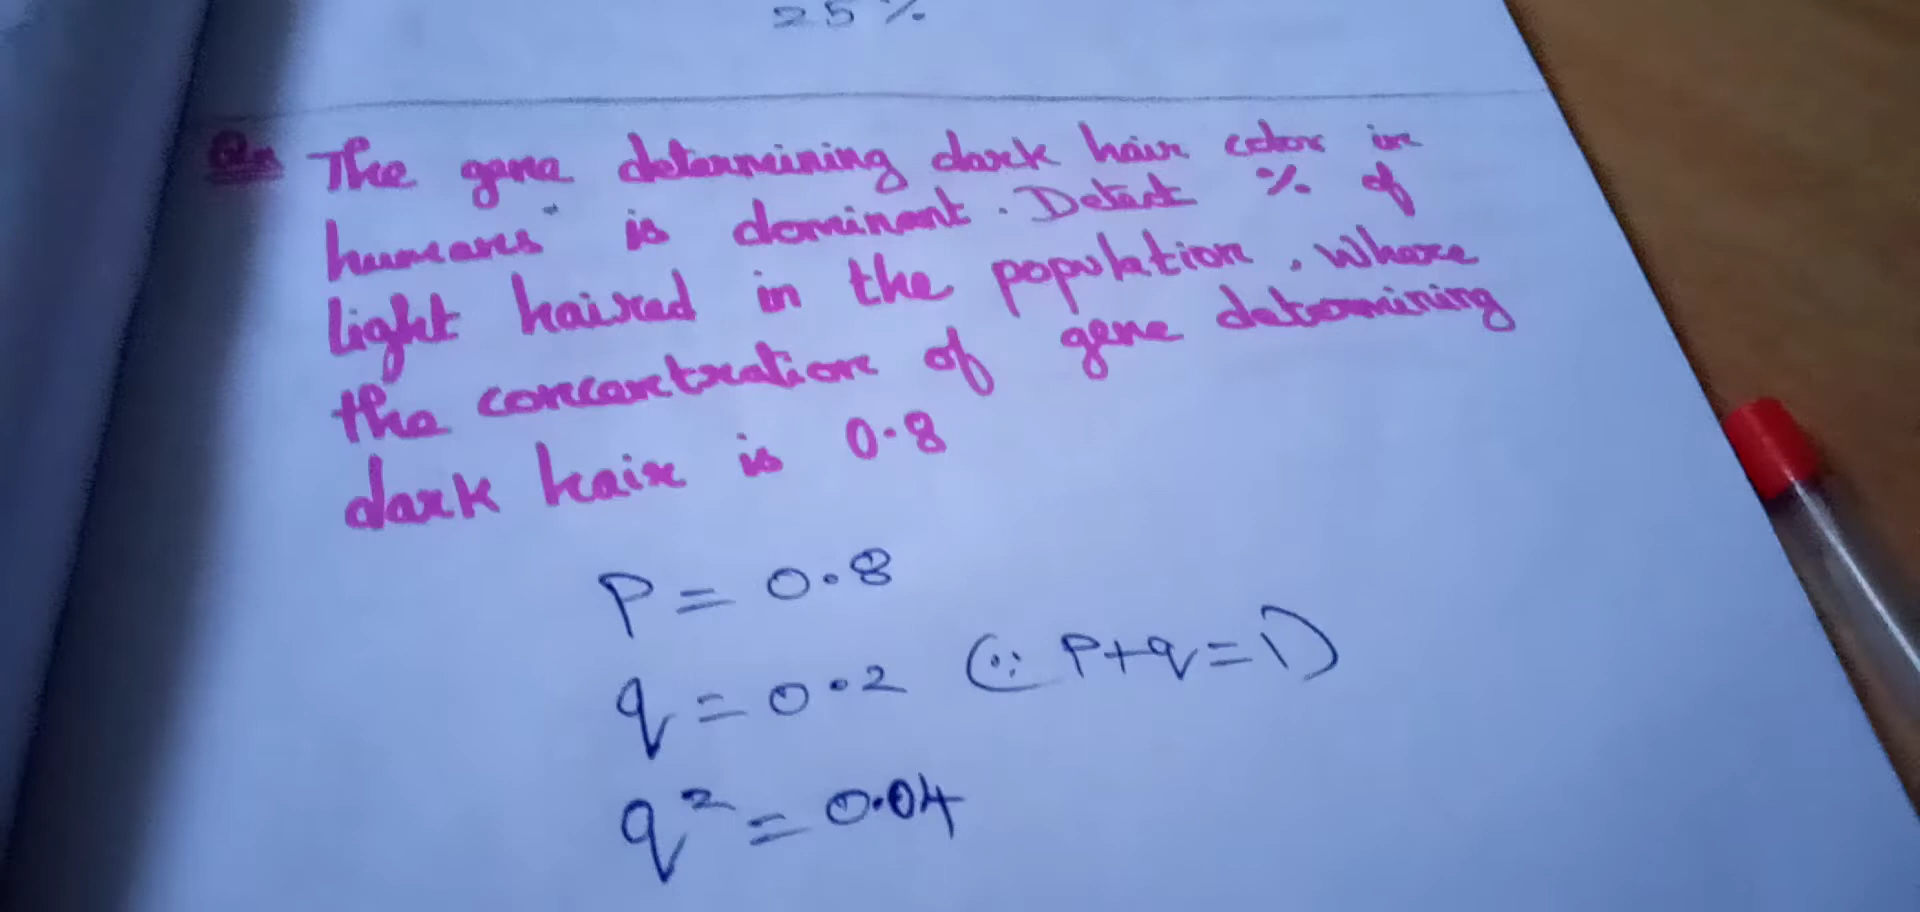 25%
Qn The gene determining dark hair color in
humans is dominant. Detect % of
light haired in the population, where
the concentration of gene determining
dark hair is 0.8
P = 0.8
q = 0.2 (∵ P+q=1)
q² = 0.04